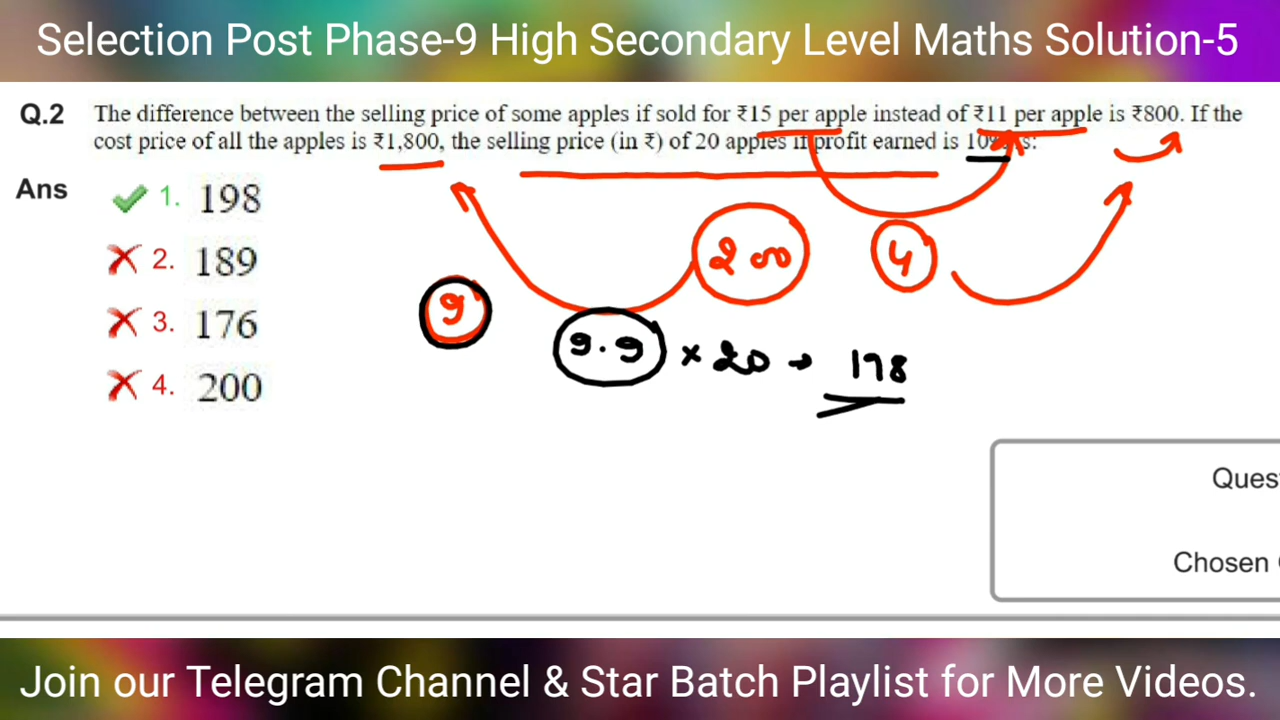 Selection Post Phase-9 High Secondary Level Maths Solution-5
Q.2 The difference between the selling price of some apples if sold for ₹15 per apple instead of ₹11 per apple is ₹800. If the
cost price of all the apples is ₹1,800, the selling price (in ₹) of 20 apples if profit earned is
Ans
1. 198
2. 189
3. 176
4. 200
200
4
9
9.9 × 20 → 198
Ques
Chosen
Join our Telegram Channel & Star Batch Playlist for More Videos.